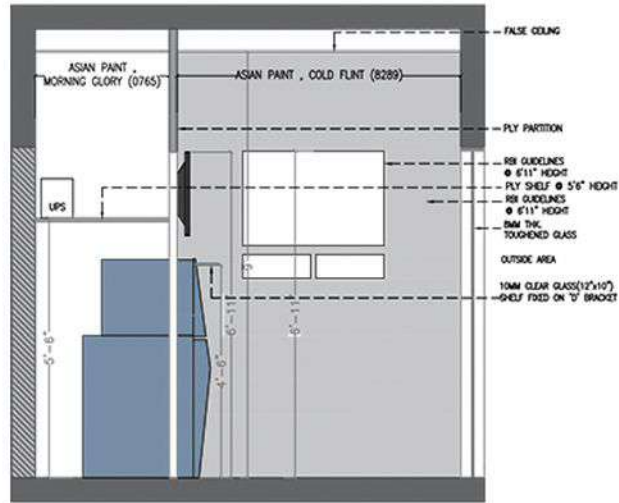 FALSE CEILING
ASIAN PAINT ,
MORNING GLORY (0765)
ASIAN PAINT , COLD FLINT (8289)
PLY PARTITION
RBI GUIDELINES
@ 6'11" HEIGHT
PLY SHELF @ 5'6" HEIGHT
RBI GUIDELINES
@ 6'11" HEIGHT
8MM THK.
TOUGHENED GLASS
UPS
OUTSIDE AREA
10MM CLEAR GLASS(12"x10")
SHELF FIXED ON "D" BRACKET
5'-6"
4'-6"
6'-11"
6'-11"